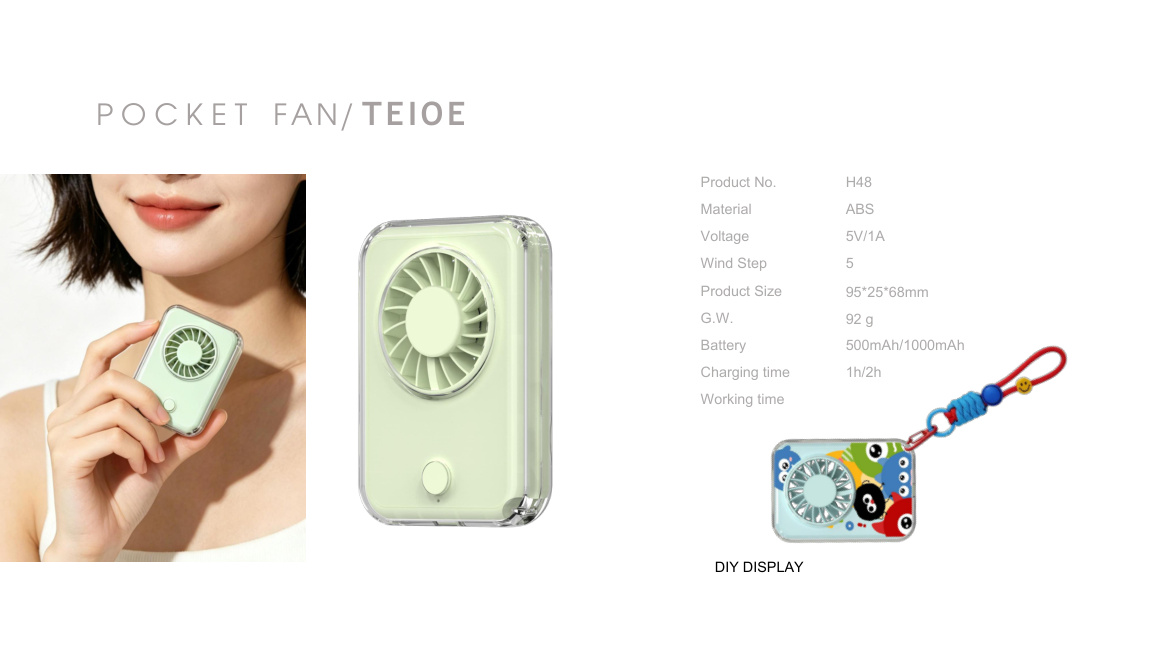 POCKET FAN/TEIOE
Product No. H48
Material ABS
Voltage 5V/1A
Wind Step 5
Product Size 95*25*68mm
G.W. 92 g
Battery 500mAh/1000mAh
Charging time 1h/2h
Working time
DIY DISPLAY